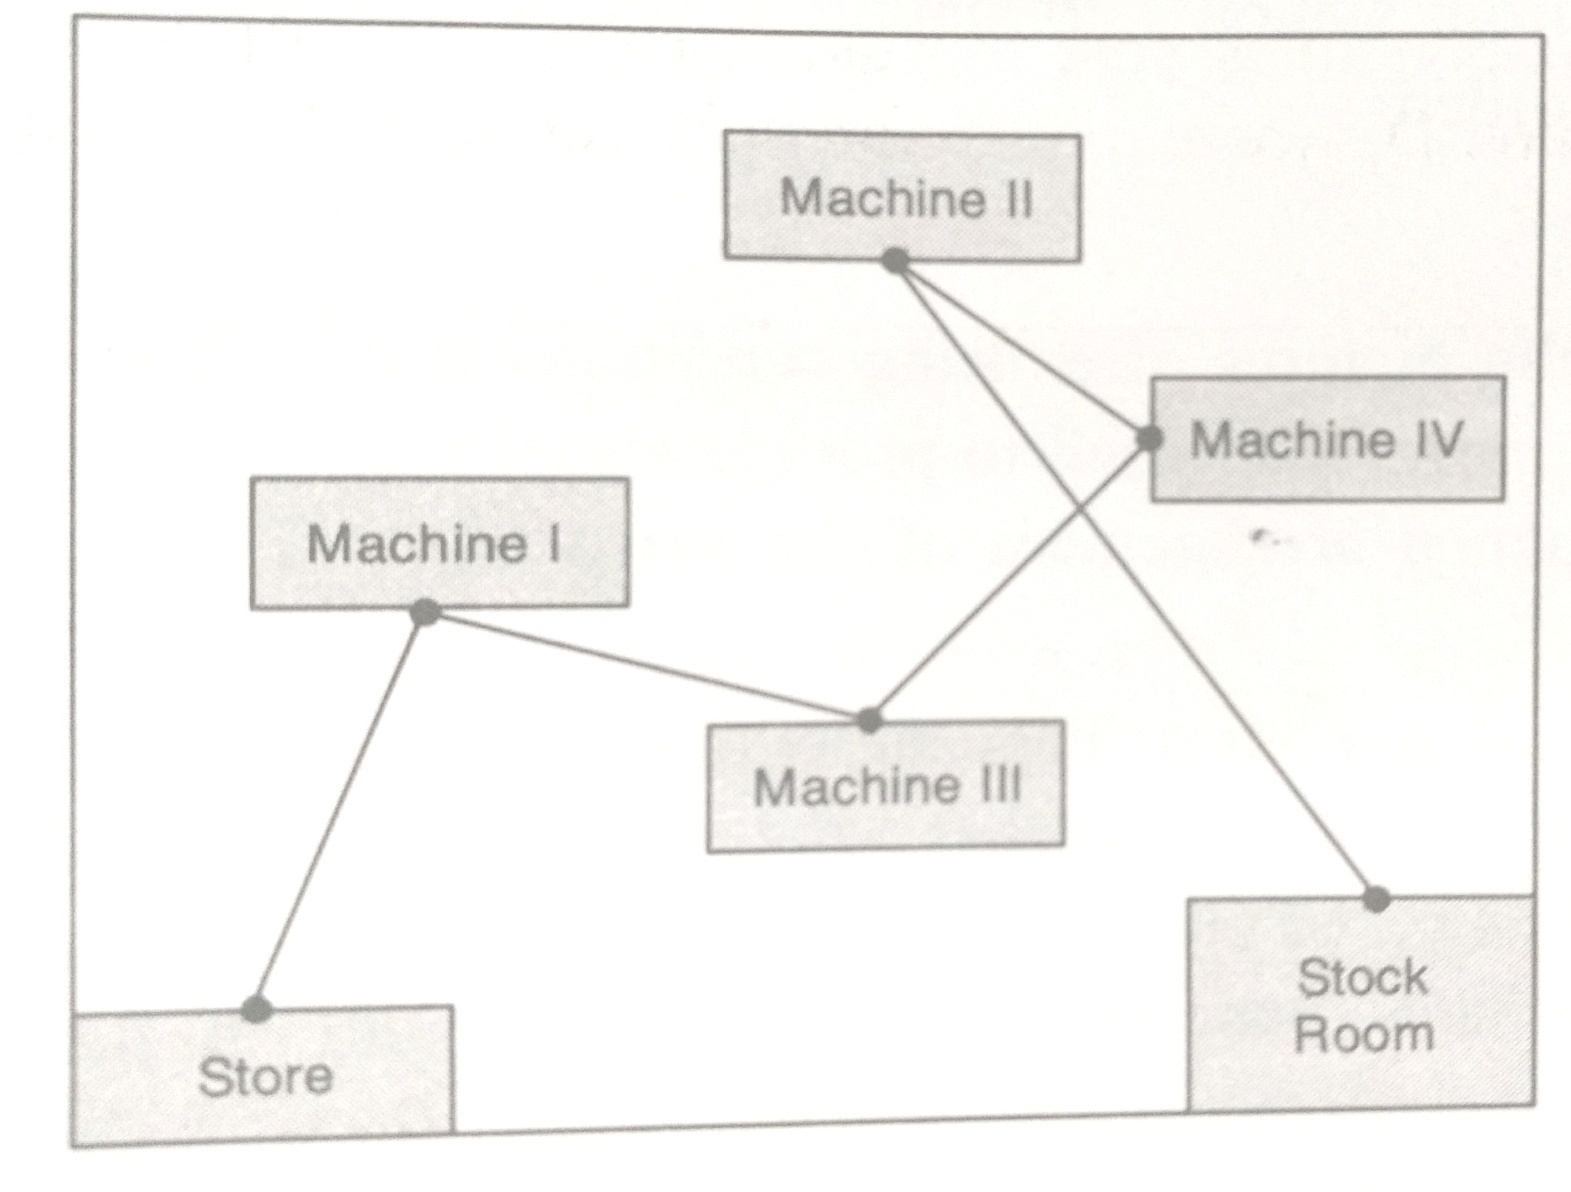 Machine II
Machine IV
Machine I
Machine III
Stock
Room
Store